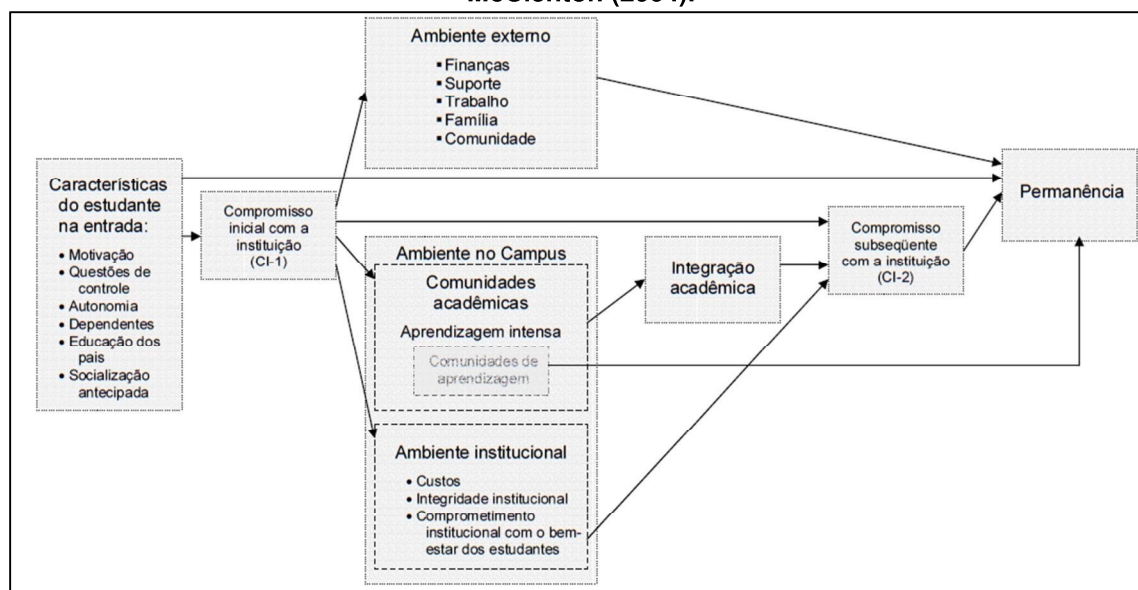 Ambiente externo
▪ Finanças
▪ Suporte
▪ Trabalho
▪ Família
▪ Comunidade
Características
do estudante
na entrada:
• Motivação
• Questões de
controle
• Autonomia
• Dependentes
• Educação dos
pais
• Socialização
antecipada
Compromisso
inicial com a
instituição
(CI-1)
Ambiente no Campus
Comunidades
acadêmicas
Aprendizagem intensa
Comunidades de
aprendizagem
Ambiente institucional
• Custos
• Integridade institucional
• Comprometimento
institucional com o bem-
estar dos estudantes
Integração
acadêmica
Compromisso
subseqüente
com a instituição
(CI-2)
Permanência